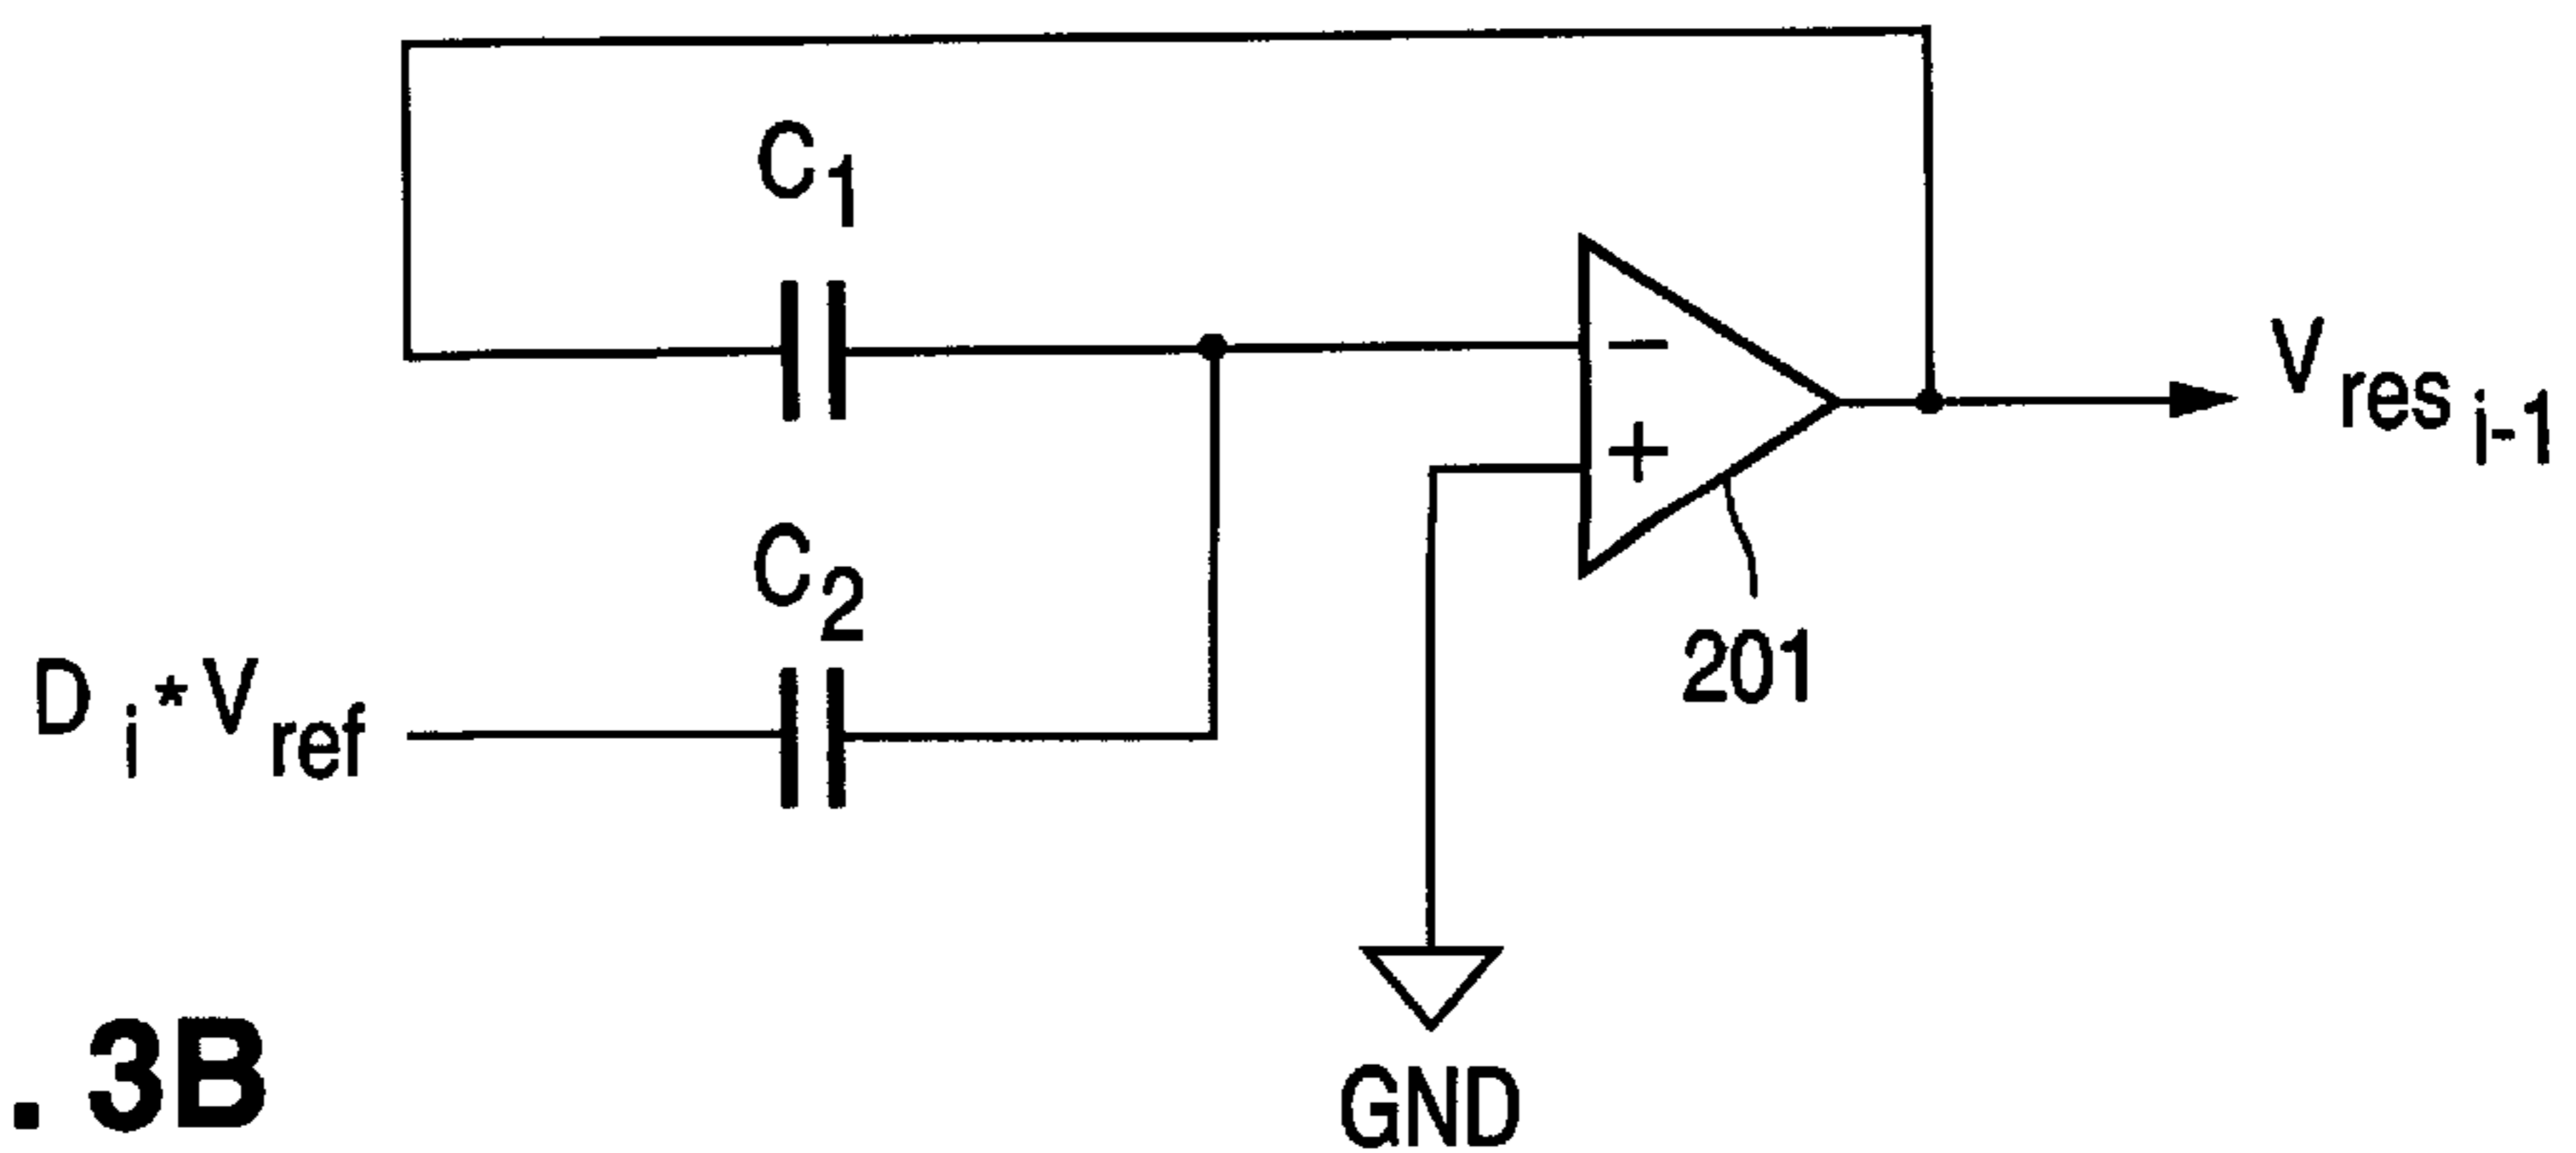 C1
− 
+
V res i-1
C2
201
D i * V ref
GND
. 3B